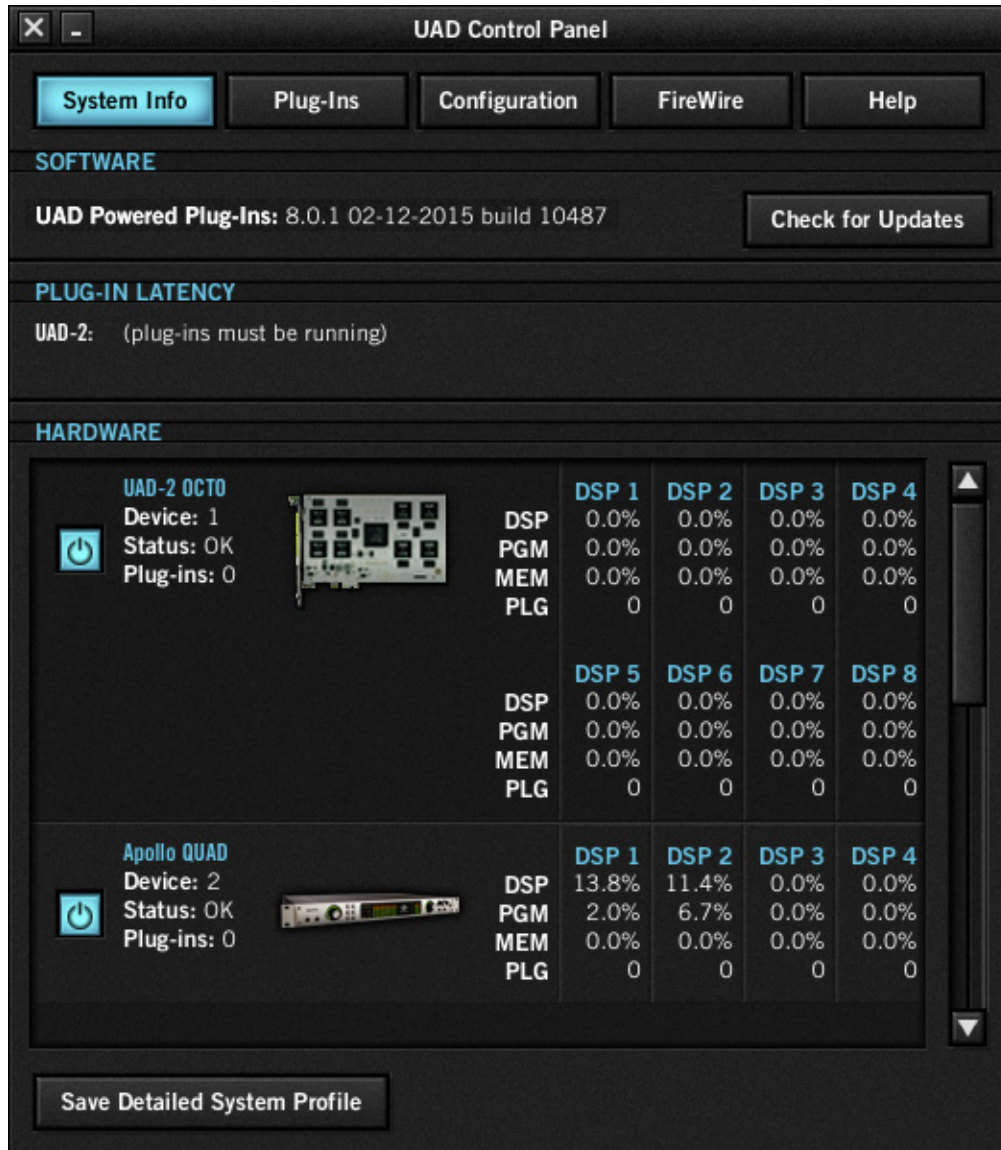 UAD Control Panel
System Info Plug-Ins Configuration FireWire Help
SOFTWARE
UAD Powered Plug-Ins: 8.0.1 02-12-2015 build 10487 Check for Updates
PLUG-IN LATENCY
UAD-2: (plug-ins must be running)
HARDWARE
UAD-2 OCTO
Device: 1
Status: OK
Plug-ins: 0
DSP 1 DSP 2 DSP 3 DSP 4
DSP 0.0% 0.0% 0.0% 0.0%
PGM 0.0% 0.0% 0.0% 0.0%
MEM 0.0% 0.0% 0.0% 0.0%
PLG 0 0 0 0
DSP 5 DSP 6 DSP 7 DSP 8
DSP 0.0% 0.0% 0.0% 0.0%
PGM 0.0% 0.0% 0.0% 0.0%
MEM 0.0% 0.0% 0.0% 0.0%
PLG 0 0 0 0
Apollo QUAD
Device: 2
Status: OK
Plug-ins: 0
DSP 1 DSP 2 DSP 3 DSP 4
DSP 13.8% 11.4% 0.0% 0.0%
PGM 2.0% 6.7% 0.0% 0.0%
MEM 0.0% 0.0% 0.0% 0.0%
PLG 0 0 0 0
Save Detailed System Profile